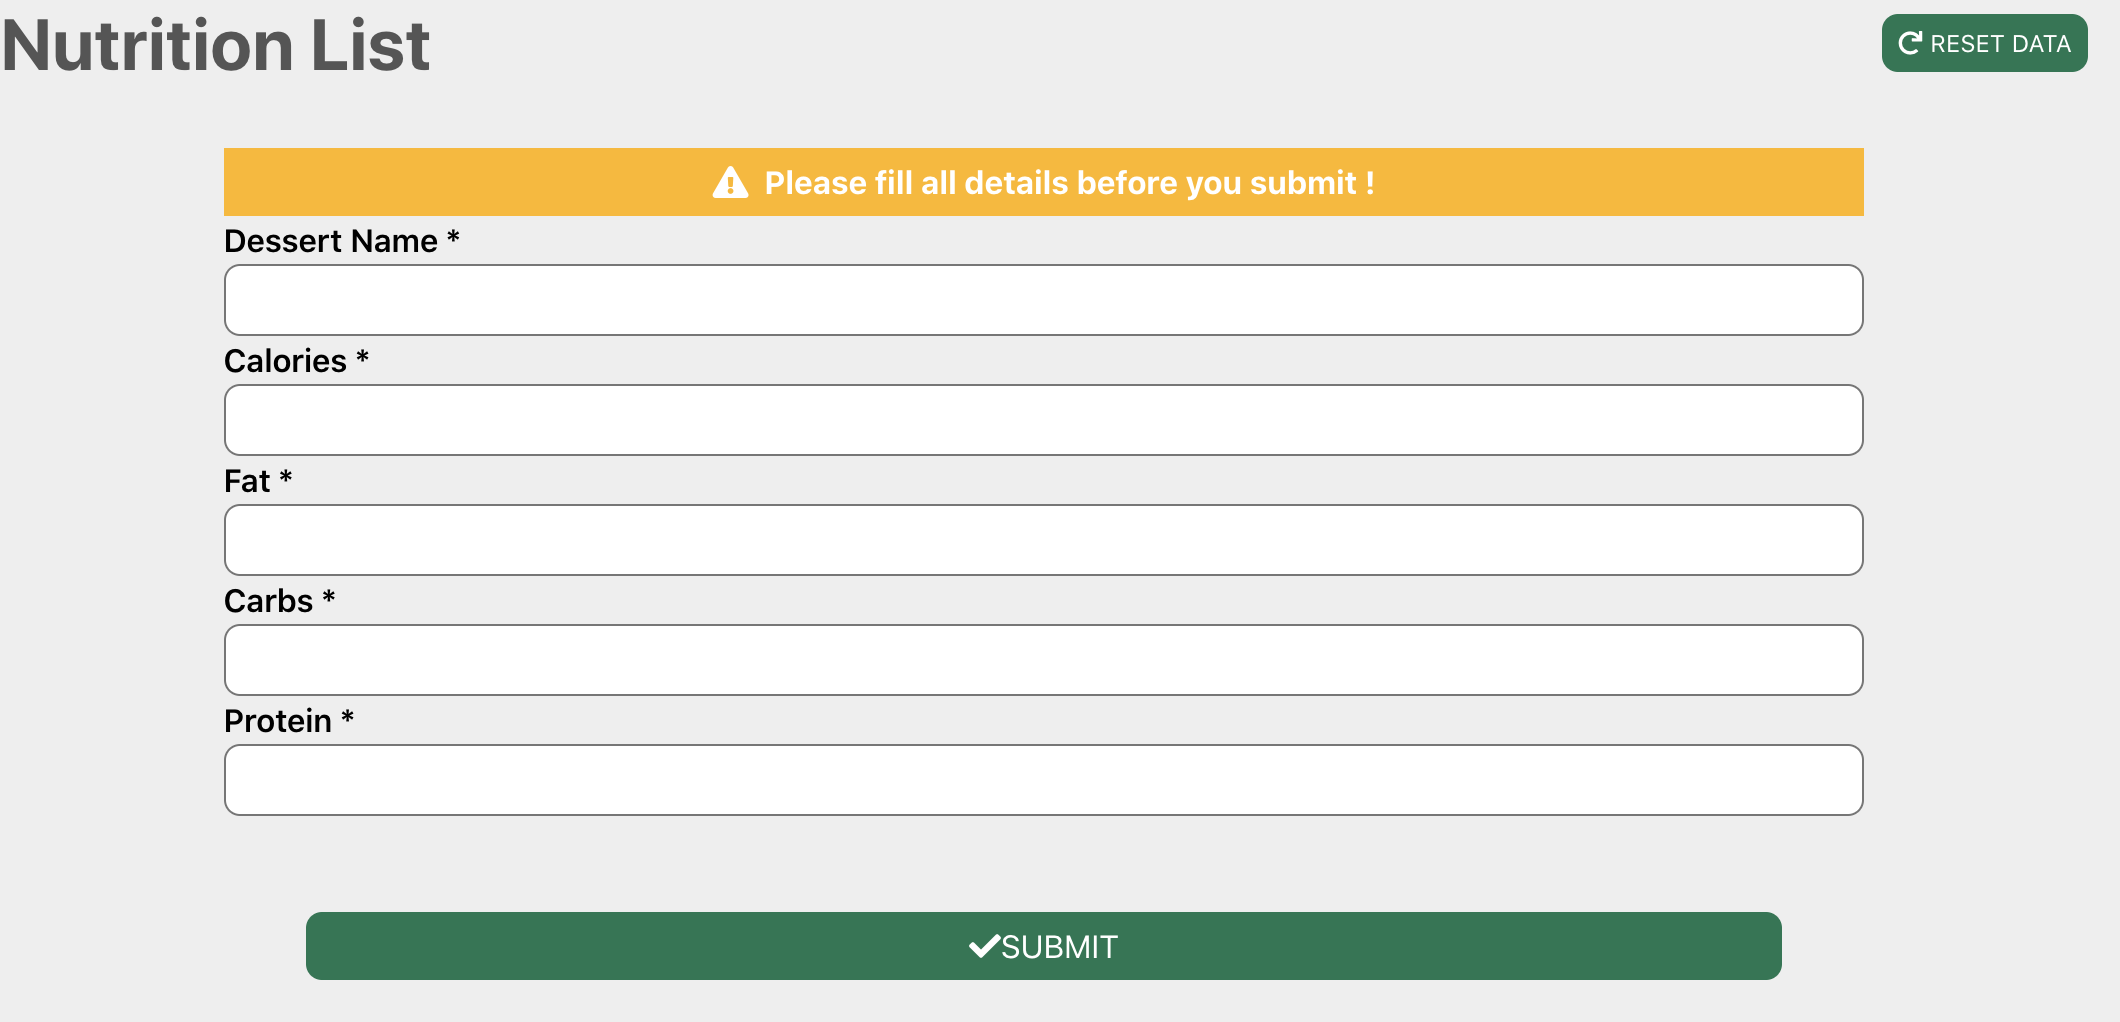 Nutrition List
RESET DATA
Please fill all details before you submit !
Dessert Name *
Calories *
Fat *
Carbs *
Protein *
SUBMIT